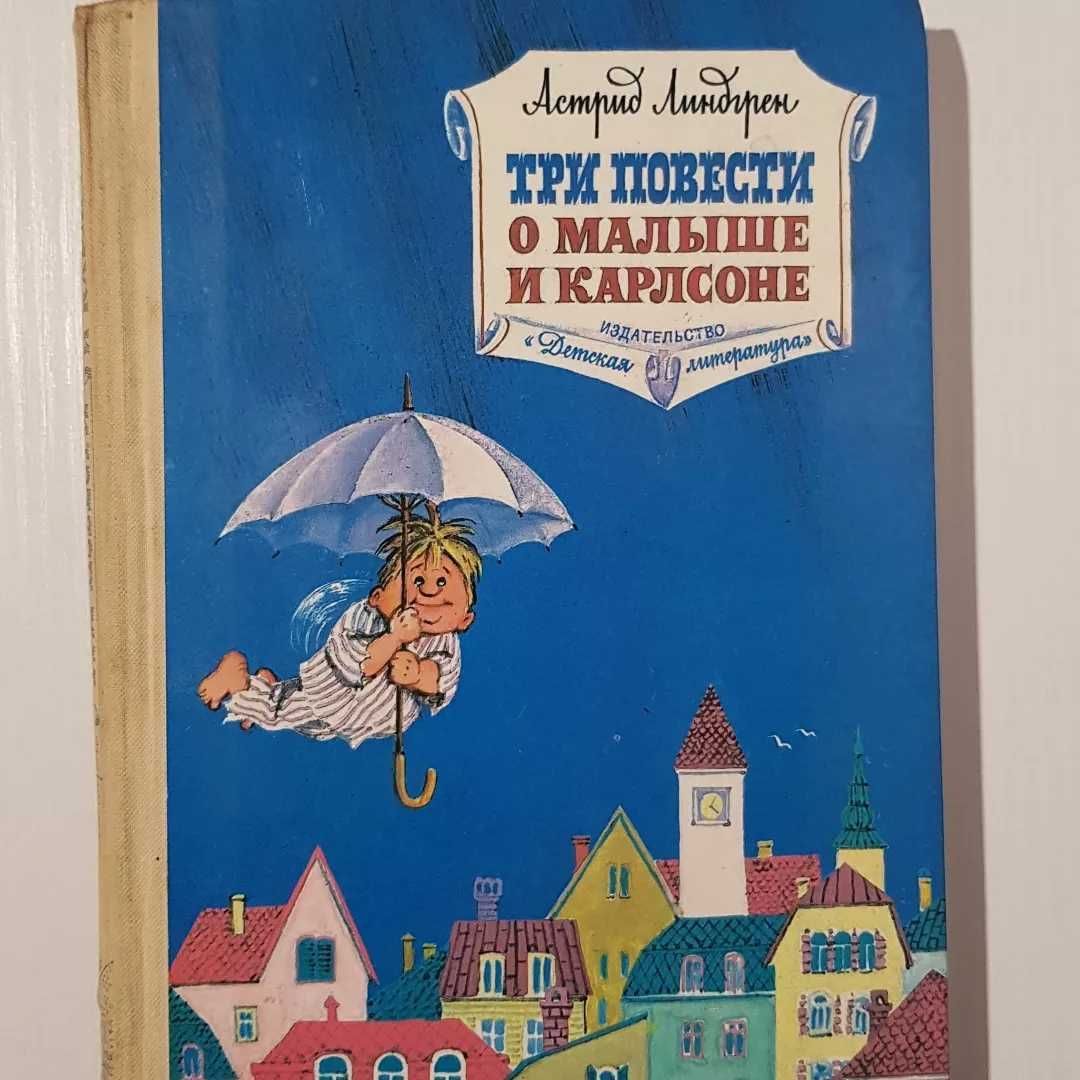 Астрид Линдгрен
ТРИ ПОВЕСТИ
О МАЛЫШЕ
И КАРЛСОНЕ
ИЗДАТЕЛЬСТВО
«Детская литература»